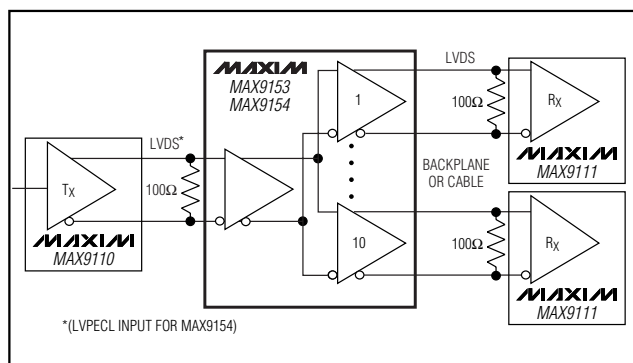 MAXIM
MAX9153
MAX9154
1
LVDS
100Ω
RX
MAXIM
MAX9111
LVDS*
TX
100Ω
MAXIM
MAX9110
BACKPLANE
OR CABLE
10
100Ω
RX
MAXIM
MAX9111
*(LVPECL INPUT FOR MAX9154)